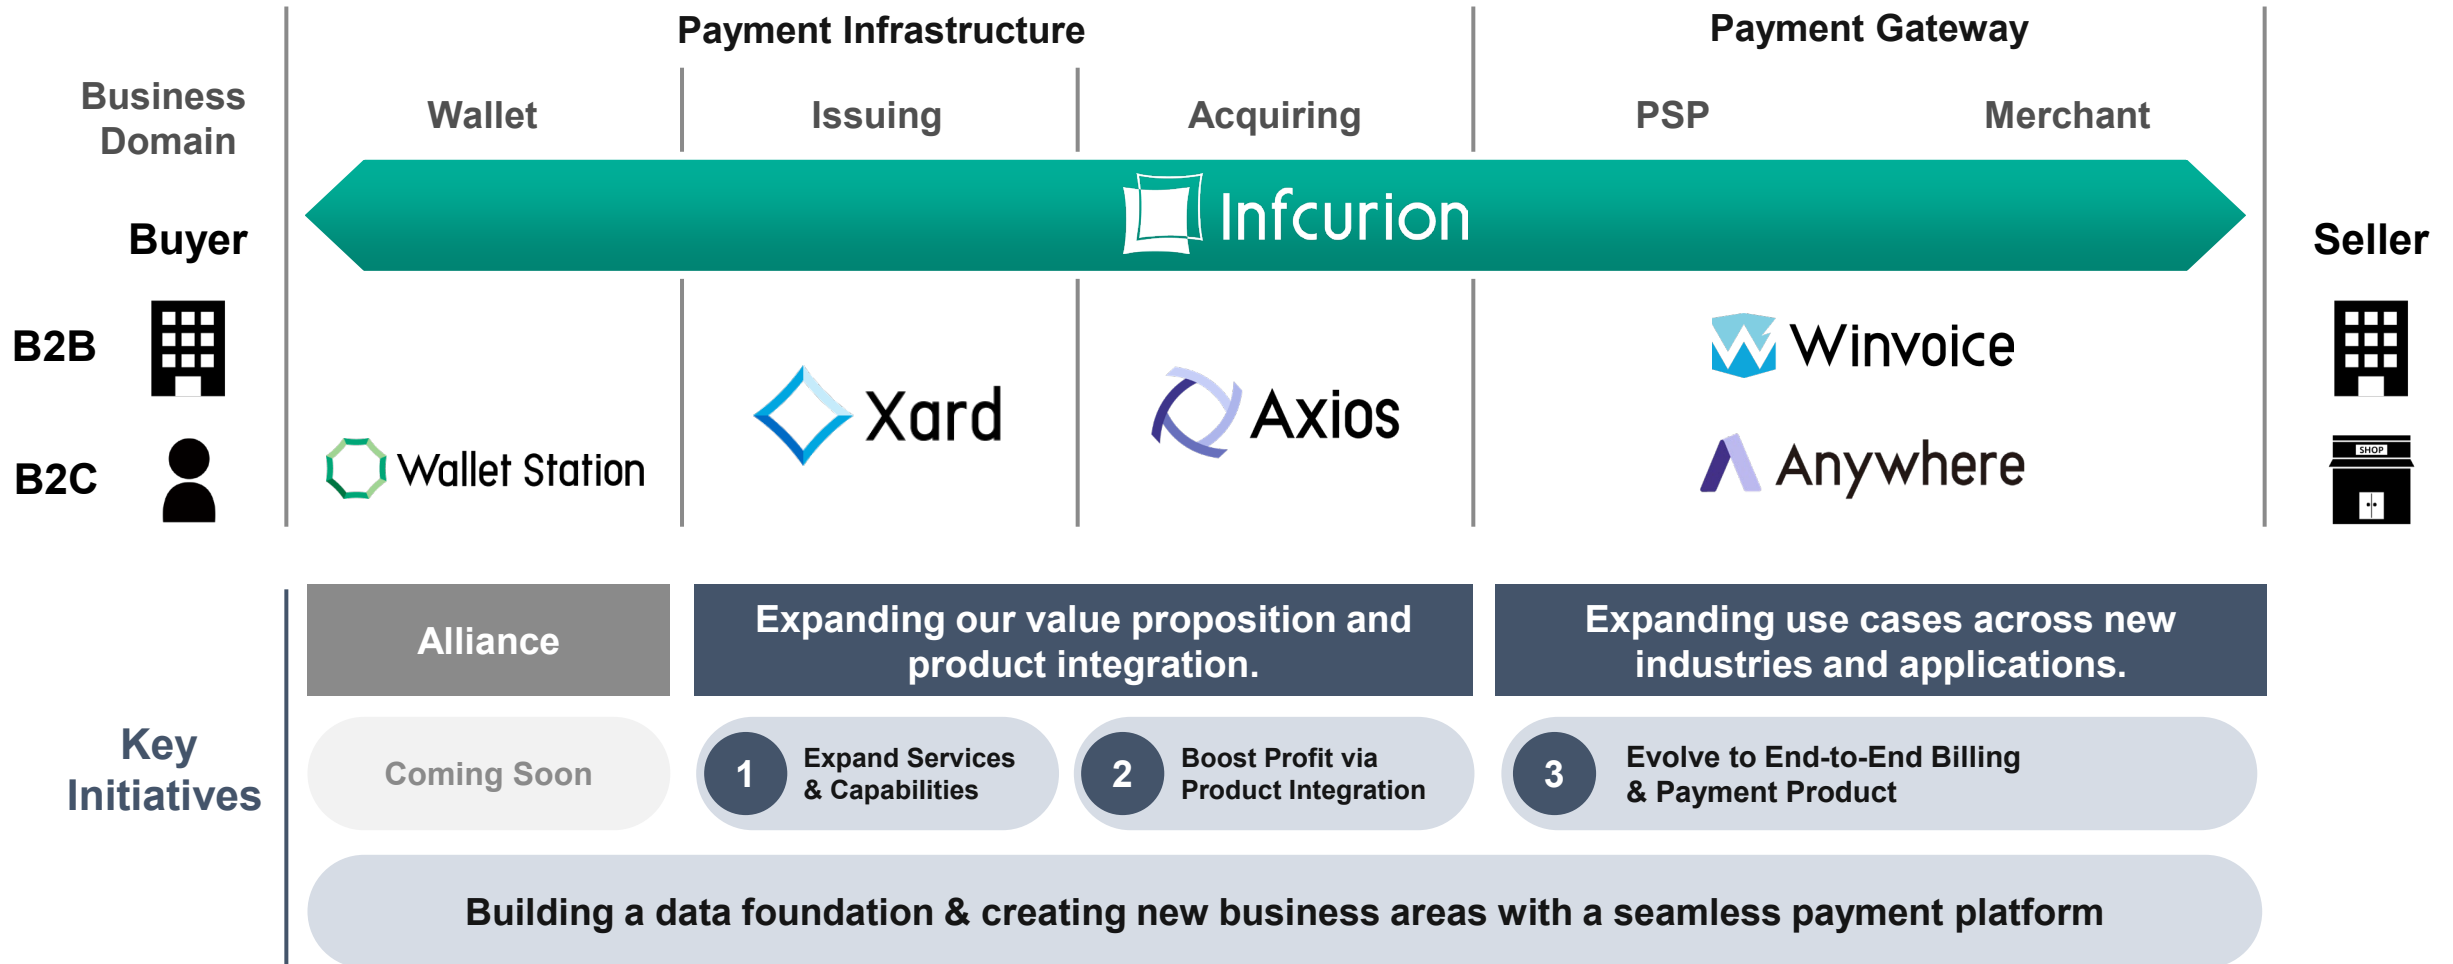 Payment Infrastructure
Payment Gateway
Business
Domain
Wallet
Issuing
Acquiring
PSP
Merchant
Infcurion
Buyer
Seller
B2B
Winvoice
Xard
Axios
B2C
Wallet Station
Anywhere
SHOP
Key
Initiatives
Alliance
Expanding our value proposition and
product integration.
Expanding use cases across new
industries and applications.
Coming Soon
1
Expand Services
& Capabilities
2
Boost Profit via
Product Integration
3
Evolve to End-to-End Billing
& Payment Product
Building a data foundation & creating new business areas with a seamless payment platform